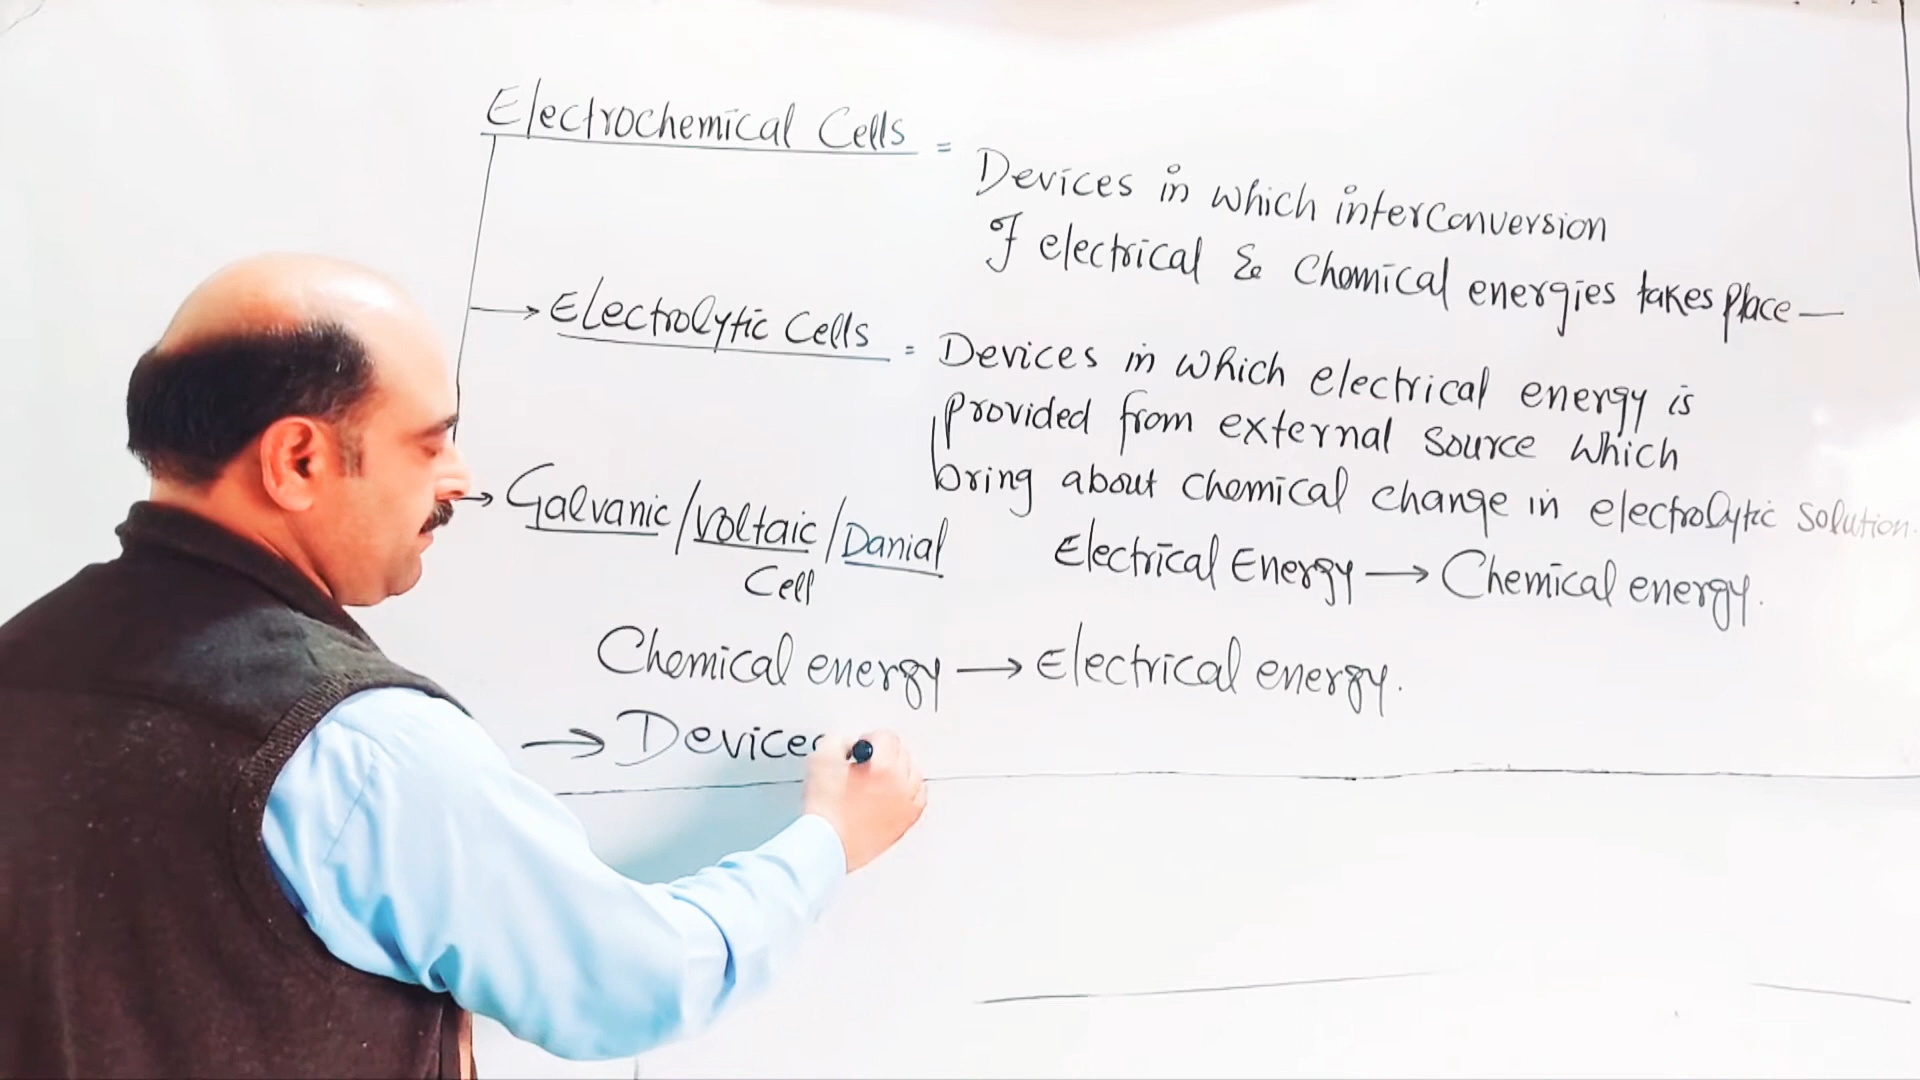 Electrochemical Cells =
Devices in which interconversion
of electrical & Chemical energies takes place —
→ Electrolytic Cells = Devices in which electrical energy is
provided from external source which
bring about chemical change in electrolytic solution.
Electrical Energy → Chemical energy.
→ Galvanic/Voltaic/Danial
Cell
Chemical energy → Electrical energy.
→ Devices